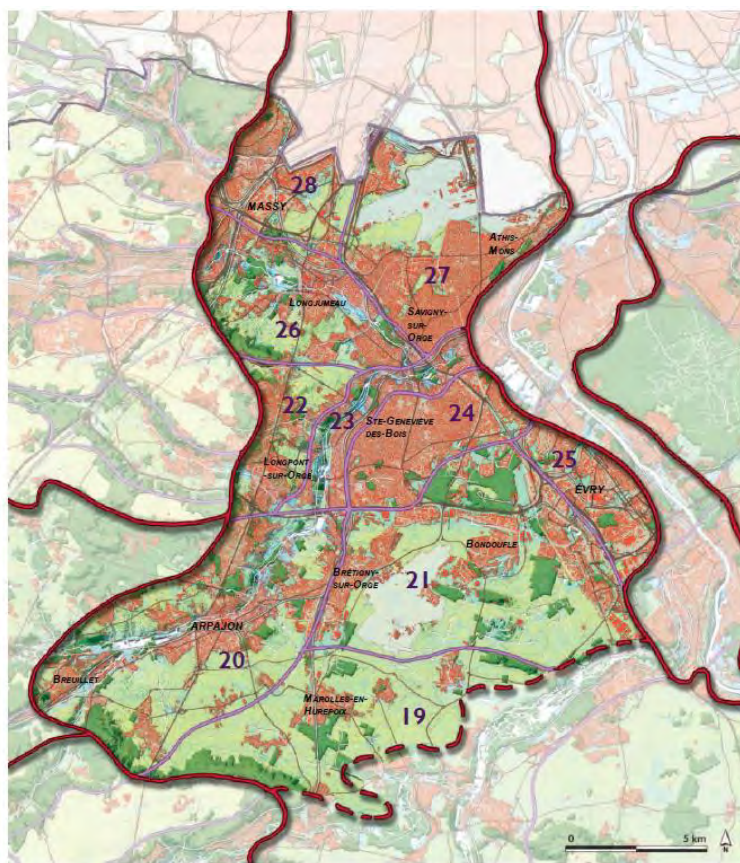 28
MASSY
ATHIS-
MONS
27
LONGJUMEAU
SAVIGNY-
SUR-
ORGE
26
22
23
STE-GENEVIÈVE
DES-BOIS
24
25
LONGPONT
-SUR-ORGE
ÉVRY
BONDOUFLE
BRÉTIGNY-
SUR-ORGE
21
ARPAJON
20
BREUILLET
MAROLLES-EN-
HUREPOIX
19
0 5 km
N